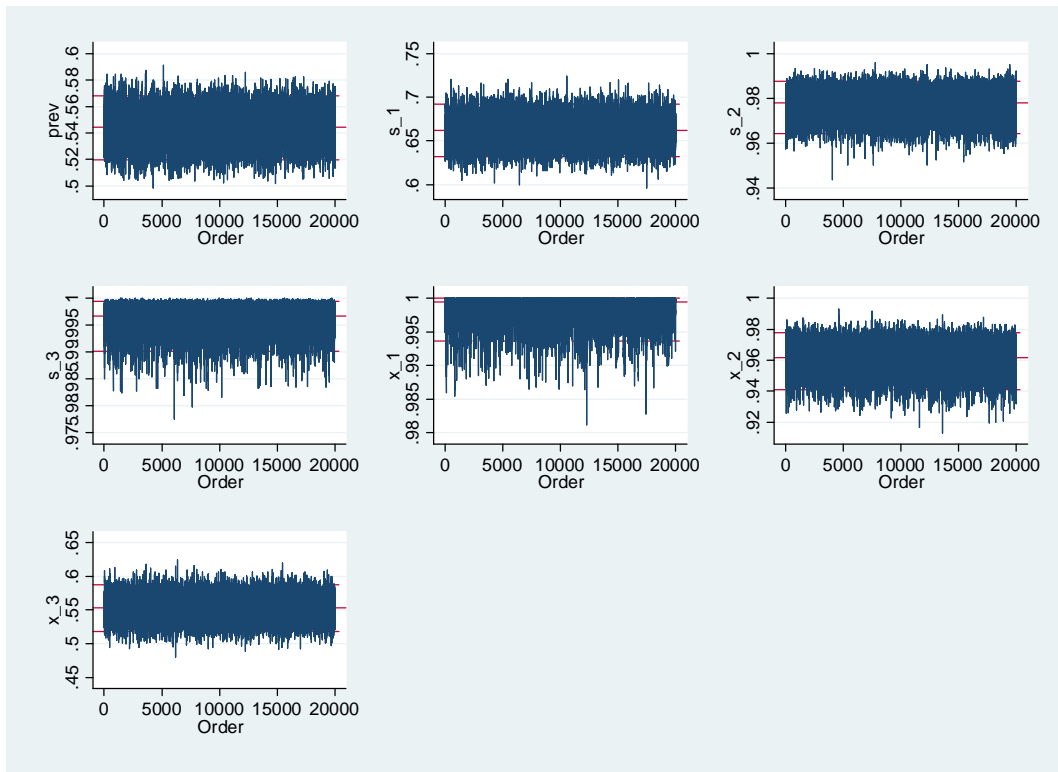 prev
.5 .52 .54 .56 .58 .6
0 5000 10000 15000 20000
Order
s_1
.6 .65 .7 .75
0 5000 10000 15000 20000
Order
s_2
.94 .96 .98 1
0 5000 10000 15000 20000
Order
s_3
.975 .98 .985 .99 .995 1
0 5000 10000 15000 20000
Order
x_1
.98 .985 .99 .995 1
0 5000 10000 15000 20000
Order
x_2
.92 .94 .96 .98 1
0 5000 10000 15000 20000
Order
x_3
.45 .5 .55 .6 .65
0 5000 10000 15000 20000
Order